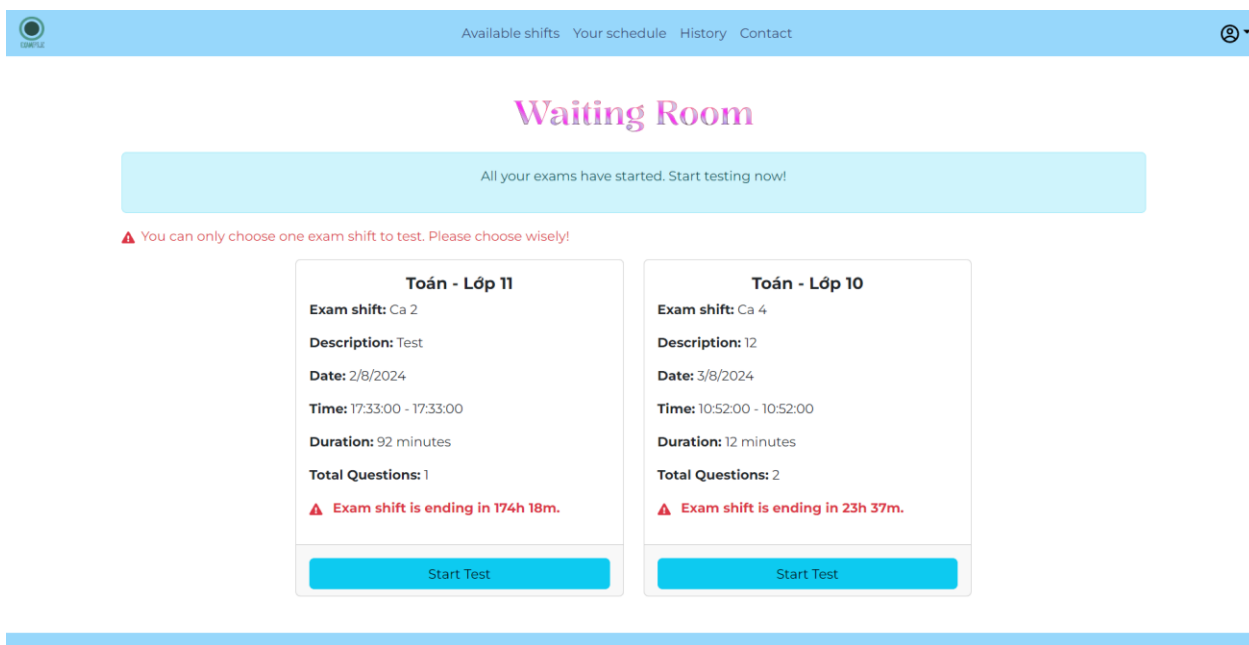 Available shifts Your schedule History Contact
Waiting Room
All your exams have started. Start testing now!
You can only choose one exam shift to test. Please choose wisely!
Toán - Lớp 11
Exam shift: Ca 2
Description: Test
Date: 2/8/2024
Time: 17:33:00 - 17:33:00
Duration: 92 minutes
Total Questions: 1
Exam shift is ending in 174h 18m.
Start Test
Toán - Lớp 10
Exam shift: Ca 4
Description: 12
Date: 3/8/2024
Time: 10:52:00 - 10:52:00
Duration: 12 minutes
Total Questions: 2
Exam shift is ending in 23h 37m.
Start Test